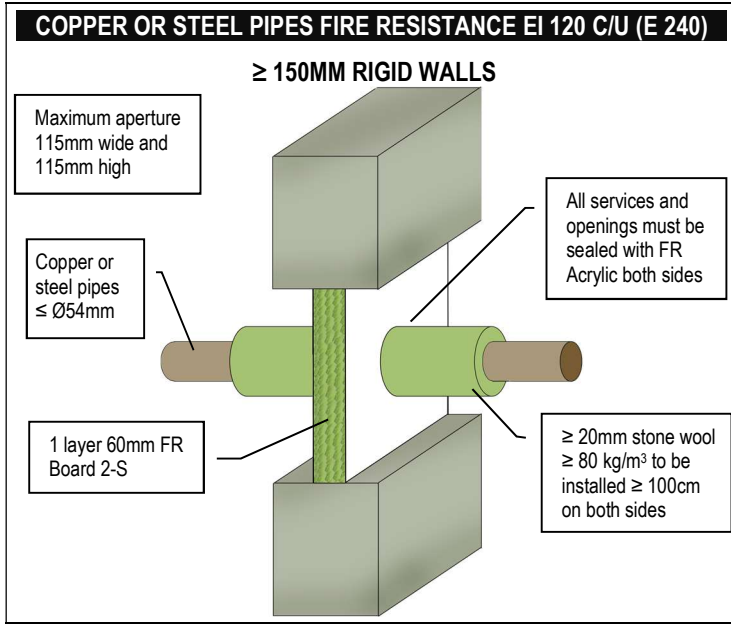 COPPER OR STEEL PIPES FIRE RESISTANCE EI 120 C/U (E 240)
≥ 150MM RIGID WALLS
Maximum aperture
115mm wide and
115mm high
All services and
openings must be
sealed with FR
Acrylic both sides
Copper or
steel pipes
≤ Ø54mm
1 layer 60mm FR
Board 2-S
≥ 20mm stone wool
≥ 80 kg/m³ to be
installed ≥ 100cm
on both sides